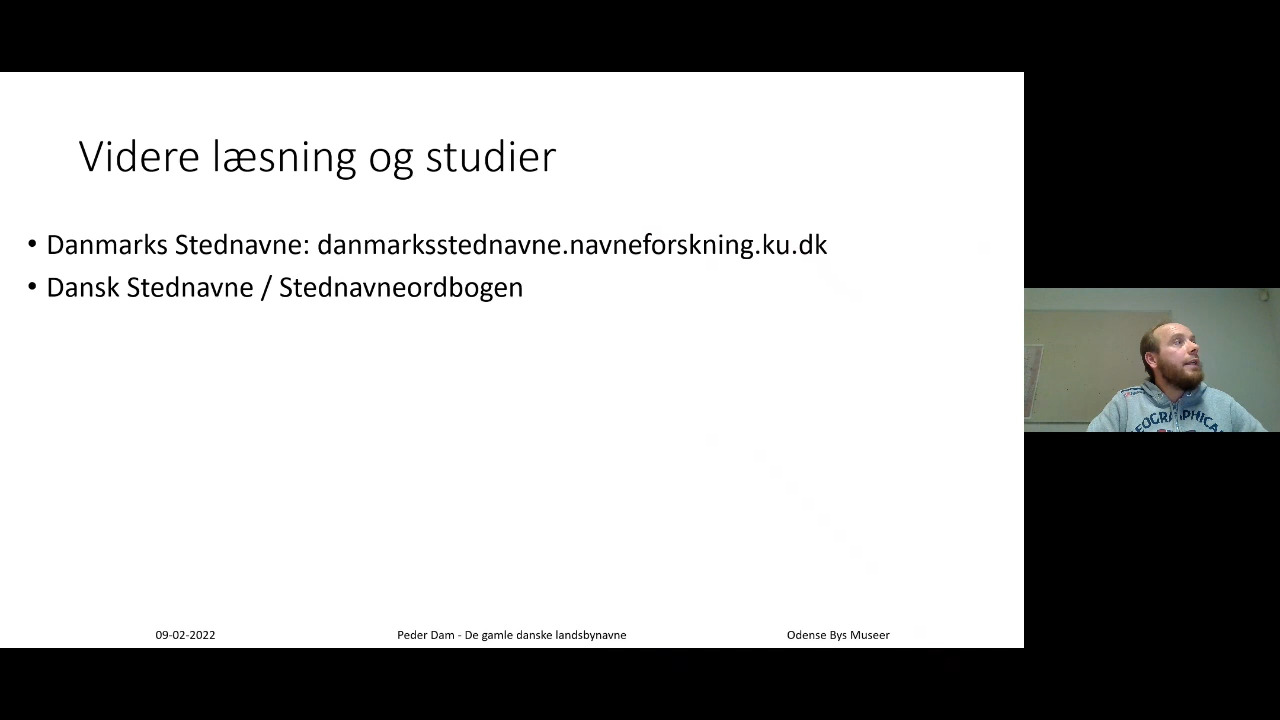 Videre læsning og studier
• Danmarks Stednavne: danmarksstednavne.navneforskning.ku.dk
• Dansk Stednavne / Stednavneordbogen
09-02-2022
Peder Dam - De gamle danske landsbynavne
Odense Bys Museer